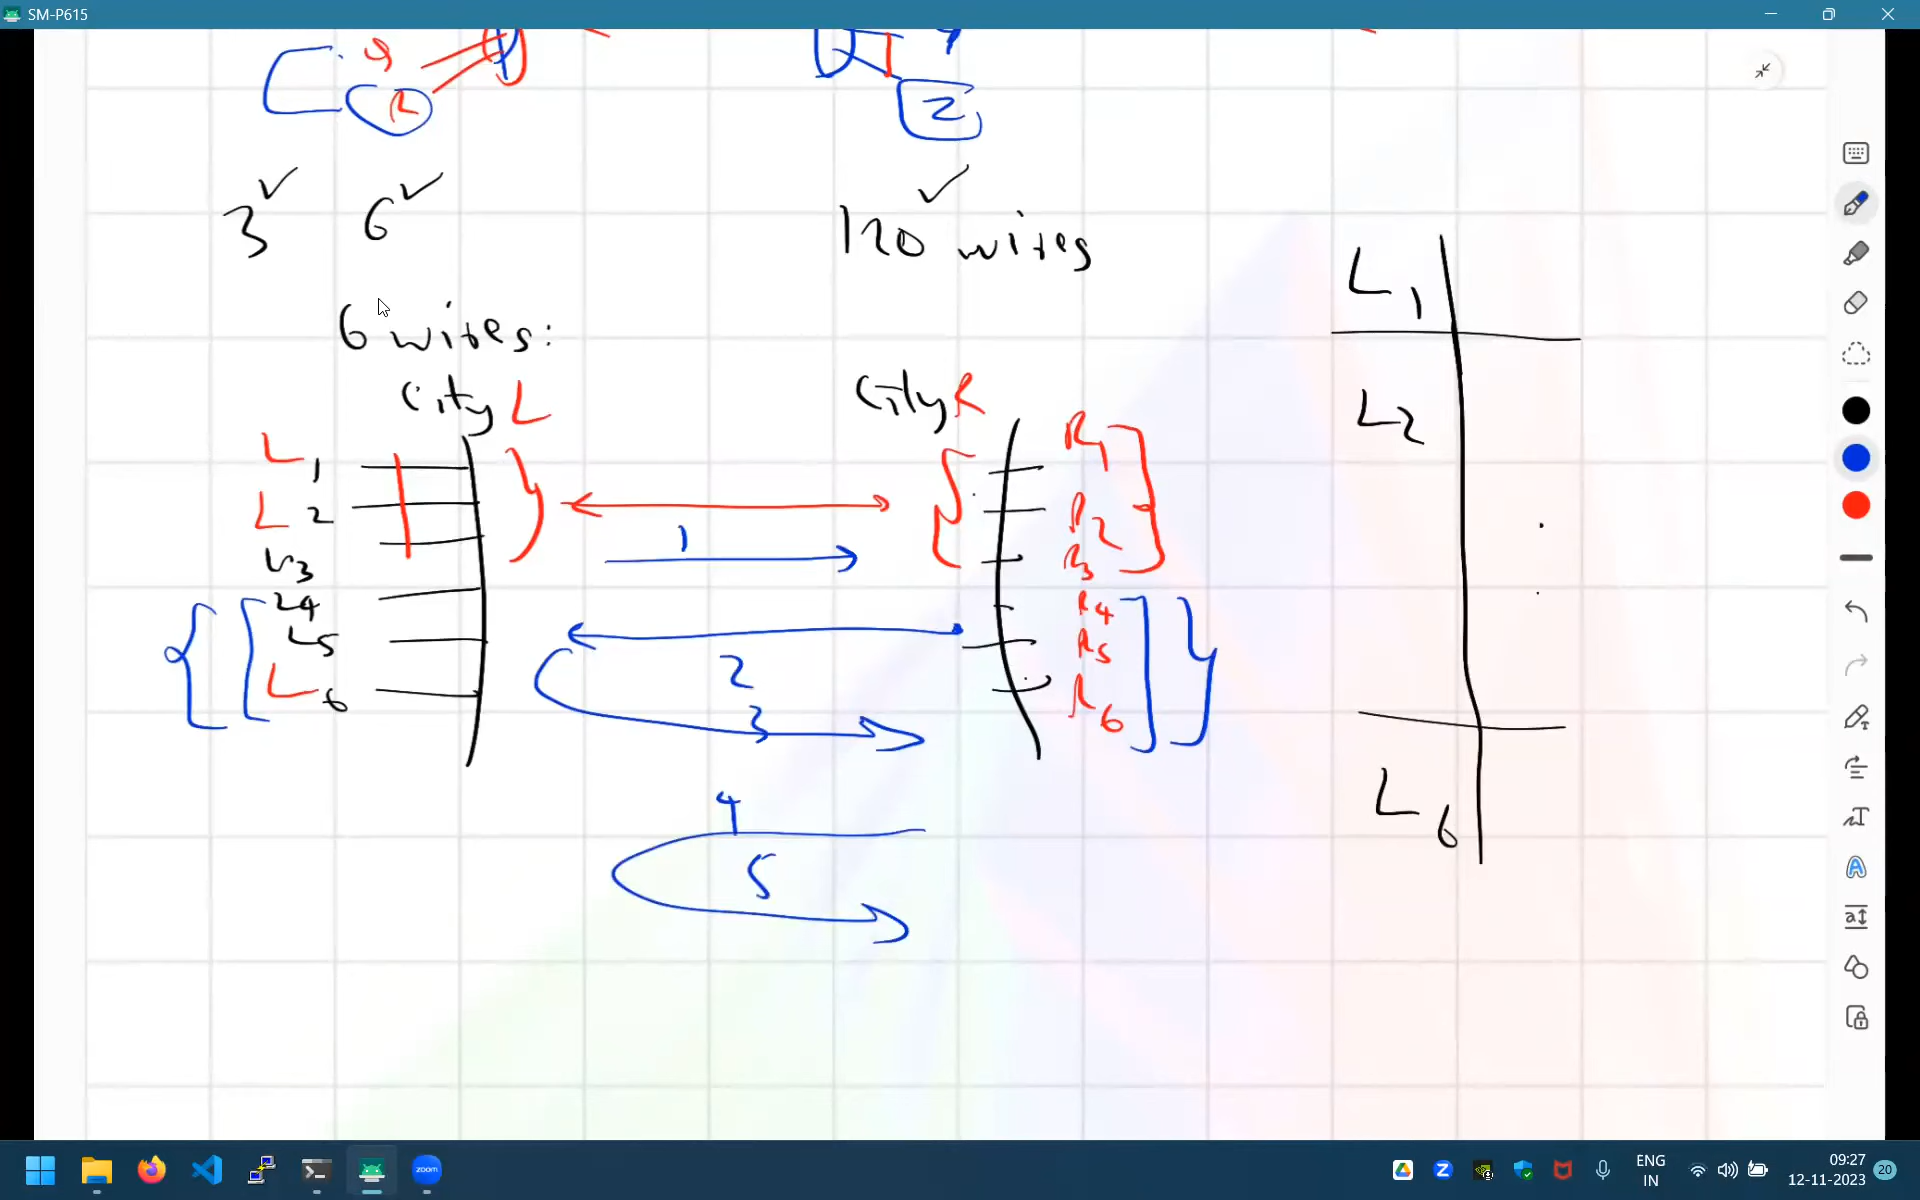 SM-P615
2
3 6
120 wires
6 wires:
City L
City R
L1
L2
L3
L4
L5
L6
R1
R2
R3
R4
R5
R6
1
2
3
4
5
L1
L2
L6
ENG
IN
09:27
12-11-2023
20
zoom